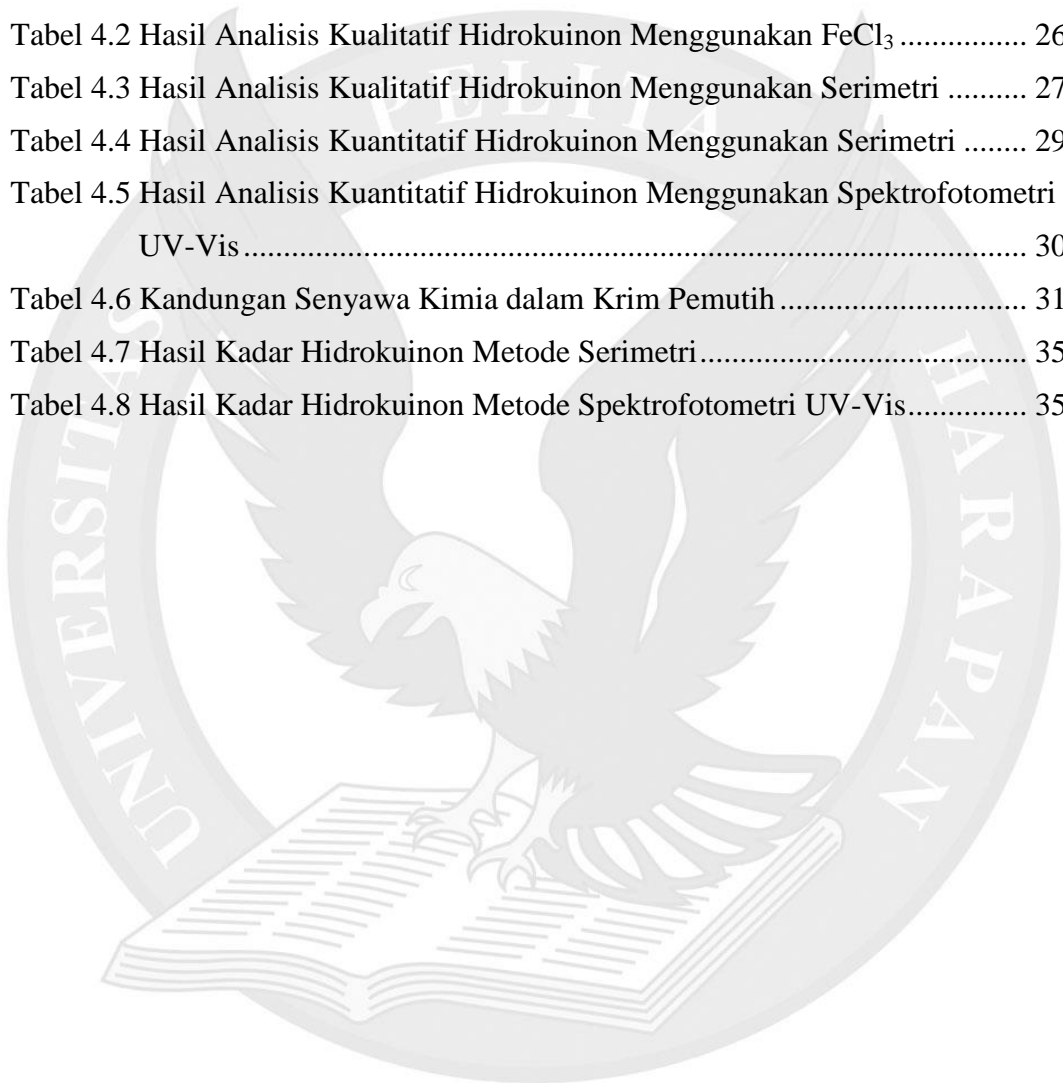 Tabel 4.2 Hasil Analisis Kualitatif Hidrokuinon Menggunakan FeCl₃ ................ 26
Tabel 4.3 Hasil Analisis Kualitatif Hidrokuinon Menggunakan Serimetri .......... 27
Tabel 4.4 Hasil Analisis Kuantitatif Hidrokuinon Menggunakan Serimetri ........ 29
Tabel 4.5 Hasil Analisis Kuantitatif Hidrokuinon Menggunakan Spektrofotometri
UV-Vis ........................................................................................................ 30
Tabel 4.6 Kandungan Senyawa Kimia dalam Krim Pemutih ................................ 31
Tabel 4.7 Hasil Kadar Hidrokuinon Metode Serimetri ........................................... 35
Tabel 4.8 Hasil Kadar Hidrokuinon Metode Spektrofotometri UV-Vis ............... 35
UNIVERSITAS PELITA HARAPAN